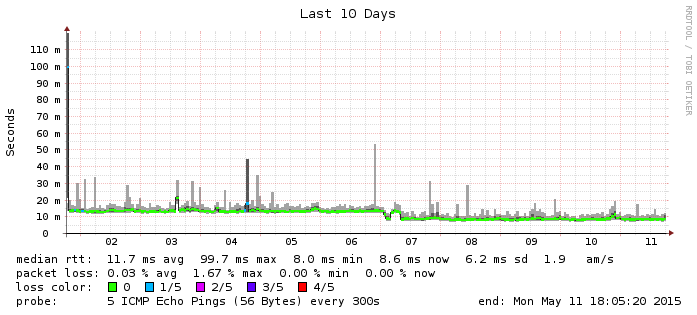 Last 10 Days
RRDTOOL / TOBI OETIKER
Seconds
110 m
100 m
90 m
80 m
70 m
60 m
50 m
40 m
30 m
20 m
10 m
0
02 03 04 05 06 07 08 09 10 11
median rtt: 11.7 ms avg 99.7 ms max 8.0 ms min 8.6 ms now 6.2 ms sd 1.9 am/s
packet loss: 0.03 % avg 1.67 % max 0.00 % min 0.00 % now
loss color: 0 1/5 2/5 3/5 4/5
probe: 5 ICMP Echo Pings (56 Bytes) every 300s end: Mon May 11 18:05:20 2015